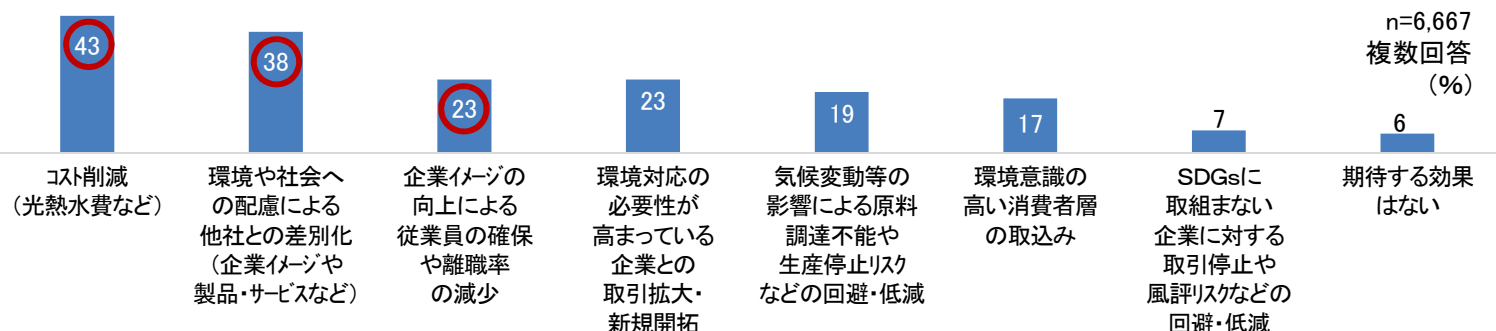 n=6,667
複数回答
(%)
43
38
23
23
19
17
7
6
コスト削減
(光熱水費など)
環境や社会へ
の配慮による
他社との差別化
(企業イメージや
製品・サービスなど)
企業イメージの
向上による
従業員の確保
や離職率
の減少
環境対応の
必要性が
高まっている
企業との
取引拡大・
新規開拓
気候変動等の
影響による原料
調達不能や
生産停止リスク
などの回避・低減
環境意識の
高い消費者層
の取込み
SDGsに
取組まない
企業に対する
取引停止や
風評リスクなどの
回避・低減
期待する効果
はない